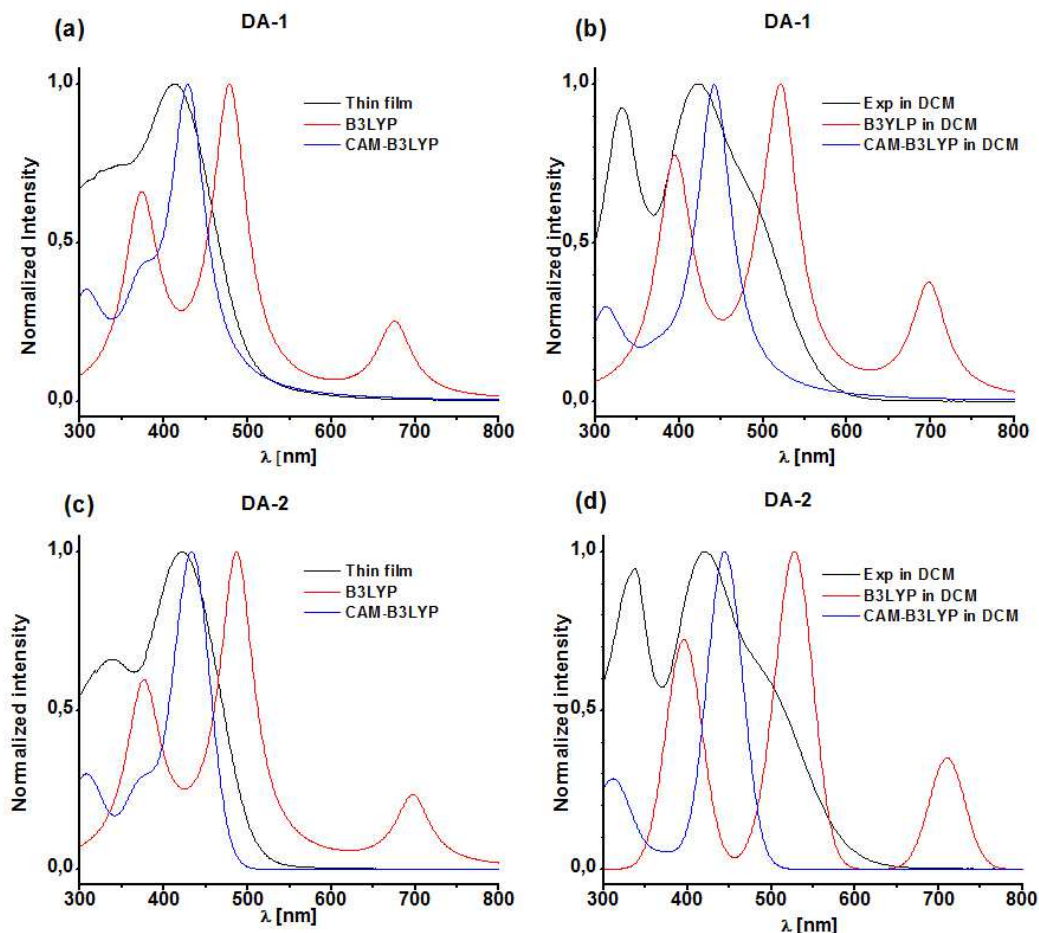 (a)
DA-1
1,0
0,5
0,0
Normalized intensity
Thin film
B3LYP
CAM-B3LYP
300 400 500 600 700 800
λ [nm]
(b)
DA-1
1,0
0,5
0,0
Normalized intensity
Exp in DCM
B3YLP in DCM
CAM-B3LYP in DCM
300 400 500 600 700 800
λ [nm]
(c)
DA-2
1,0
0,5
0,0
Normalized intensity
Thin film
B3LYP
CAM-B3LYP
300 400 500 600 700 800
λ [nm]
(d)
DA-2
1,0
0,5
0,0
Normalized intensity
Exp in DCM
B3LYP in DCM
CAM-B3LYP in DCM
300 400 500 600 700 800
λ [nm]